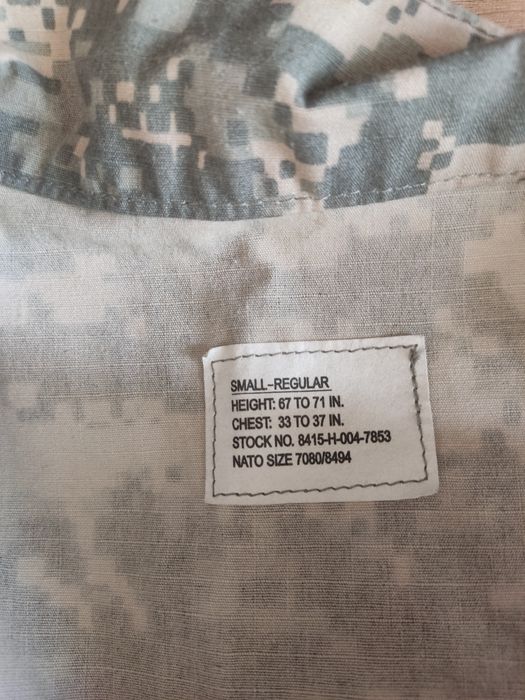 SMALL-REGULAR
HEIGHT: 67 TO 71 IN.
CHEST: 33 TO 37 IN.
STOCK NO. 8415-H-004-7853
NATO SIZE 7080/8494